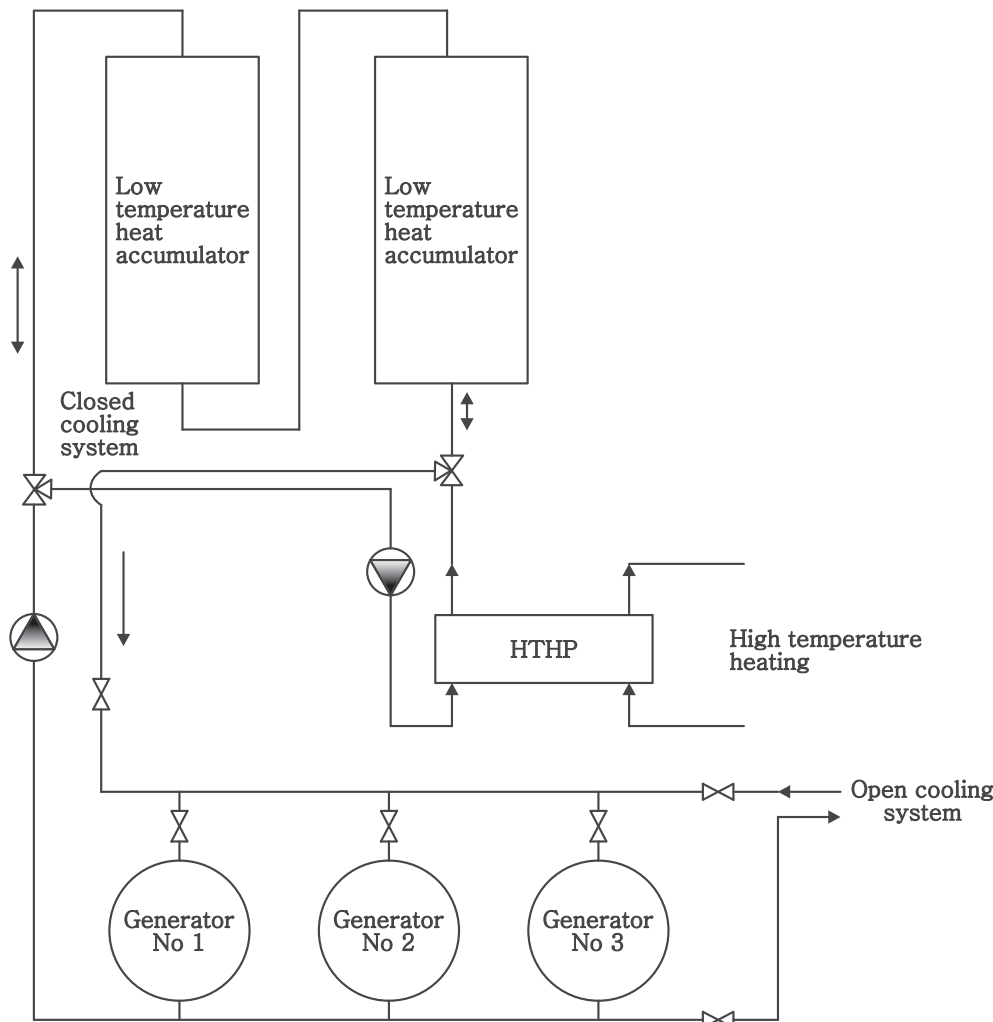 Low
temperature
heat
accumulator
Low
temperature
heat
accumulator
Closed
cooling
system
HTHP
High temperature
heating
Open cooling
system
Generator
No 1
Generator
No 2
Generator
No 3